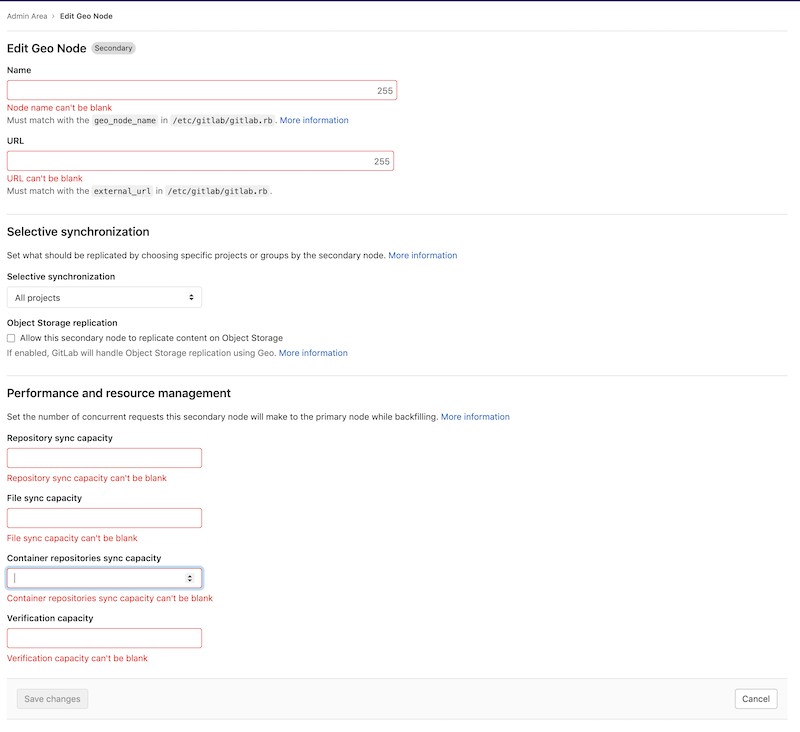 Admin Area › Edit Geo Node
Edit Geo Node Secondary
Name
255
Node name can't be blank
Must match with the geo_node_name in /etc/gitlab/gitlab.rb. More information
URL
255
URL can't be blank
Must match with the external_url in /etc/gitlab/gitlab.rb.
Selective synchronization
Set what should be replicated by choosing specific projects or groups by the secondary node. More information
Selective synchronization
All projects
Object Storage replication
Allow this secondary node to replicate content on Object Storage
If enabled, GitLab will handle Object Storage replication using Geo. More information
Performance and resource management
Set the number of concurrent requests this secondary node will make to the primary node while backfilling. More information
Repository sync capacity
Repository sync capacity can't be blank
File sync capacity
File sync capacity can't be blank
Container repositories sync capacity
Container repositories sync capacity can't be blank
Verification capacity
Verification capacity can't be blank
Save changes Cancel